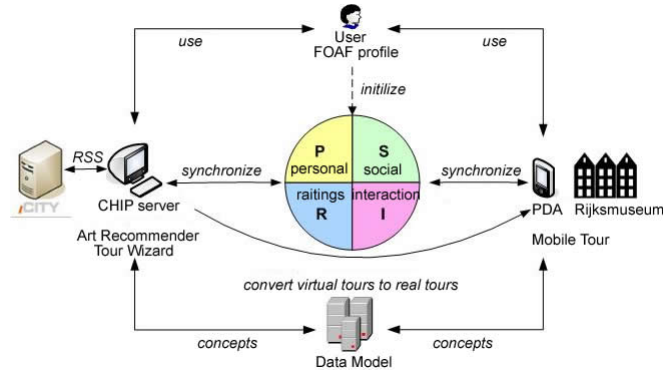 use
User
FOAF profile
use
initilize
RSS
synchronize
P
personal
S
social
raitings
R
interaction
I
synchronize
iCITY
CHIP server
PDA
Rijksmuseum
Art Recommender
Tour Wizard
Mobile Tour
convert virtual tours to real tours
concepts
Data Model
concepts